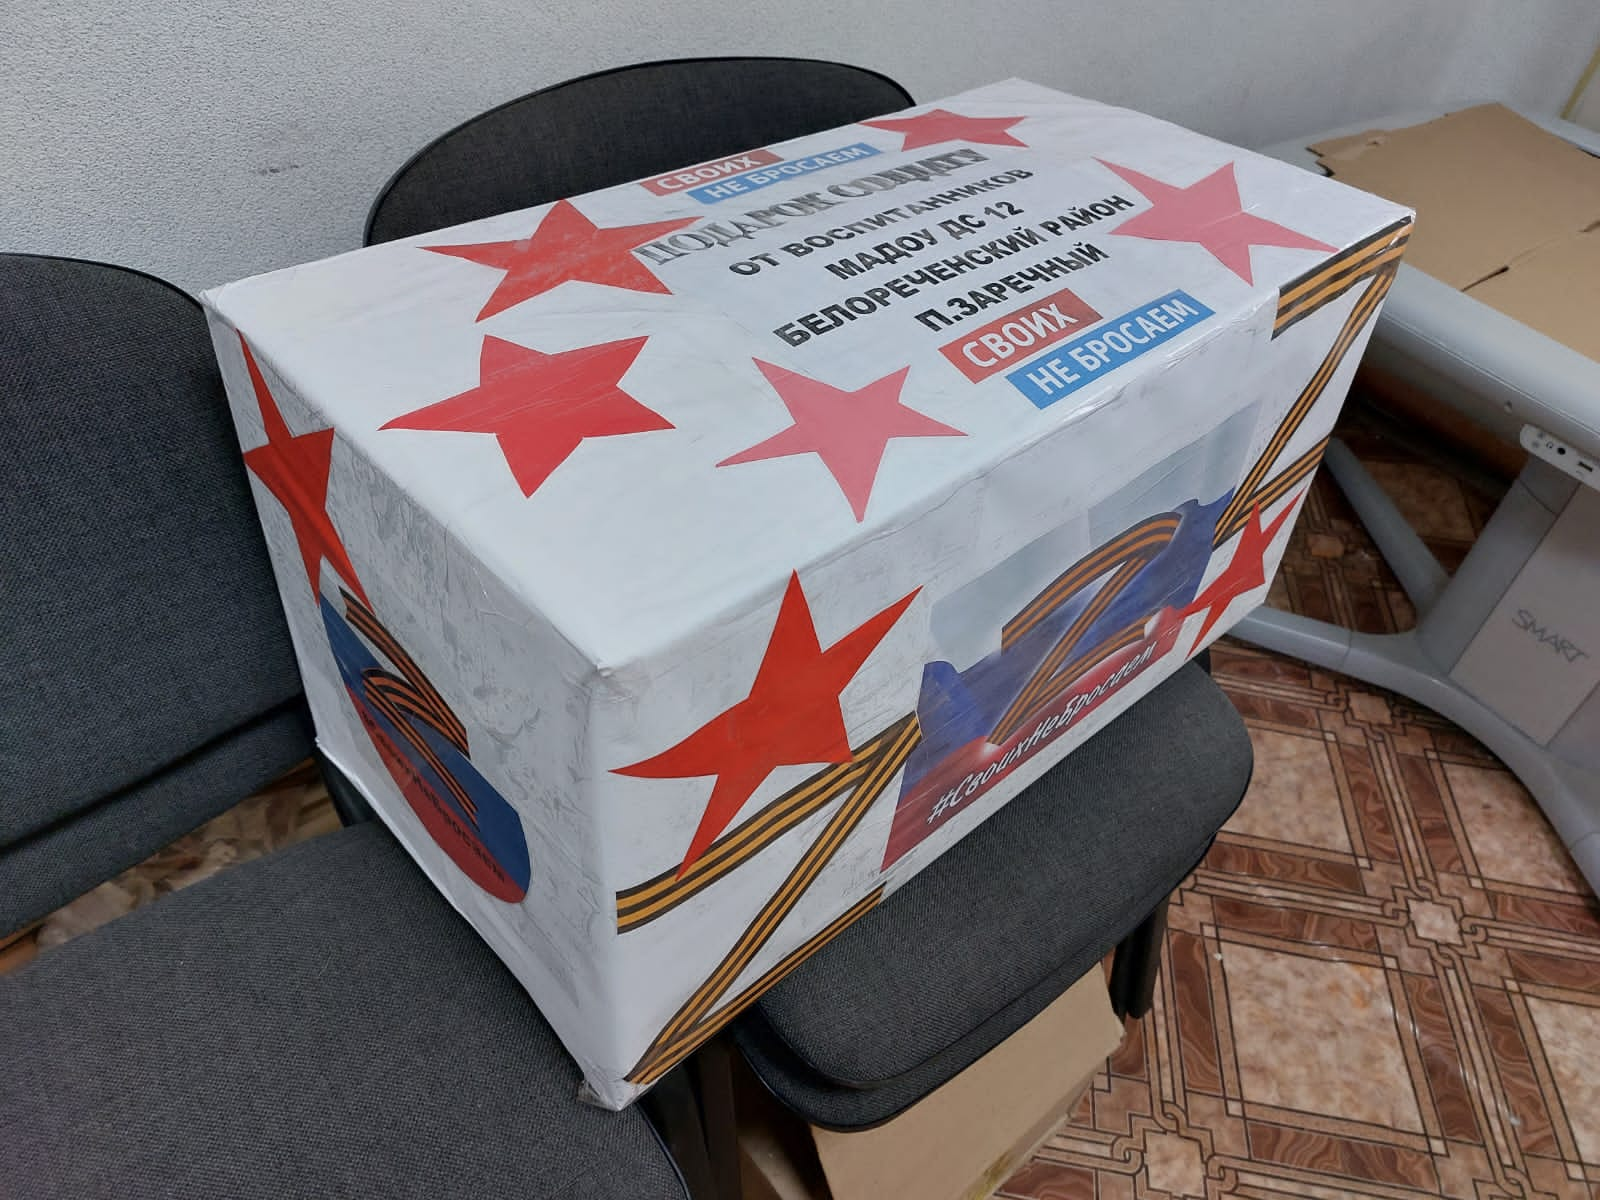 СВОИХ
НЕ БРОСАЕМ
ПОДАРОК СОЛДАТУ
ОТ ВОСПИТАННИКОВ
МАДОУ ДС 12
БЕЛОРЕЧЕНСКИЙ РАЙОН
П.ЗАРЕЧНЫЙ
СВОИХ
НЕ БРОСАЕМ
#СвоихНеБросаем
SMART